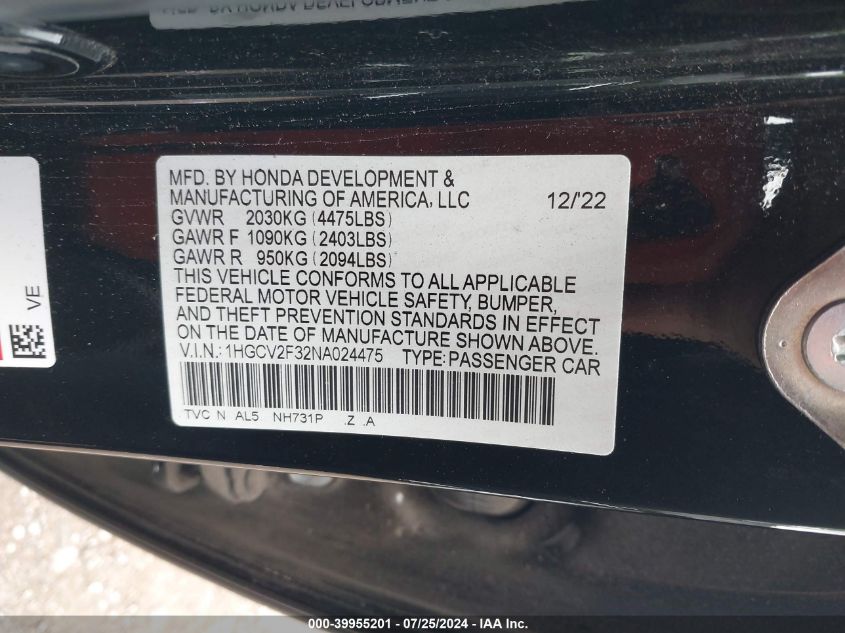 MFD. BY HONDA DEVELOPMENT &
MANUFACTURING OF AMERICA, LLC 12/'22
GVWR 2030KG (4475LBS)
GAWR F 1090KG (2403LBS)
GAWR R 950KG (2094LBS)
THIS VEHICLE CONFORMS TO ALL APPLICABLE
FEDERAL MOTOR VEHICLE SAFETY, BUMPER,
AND THEFT PREVENTION STANDARDS IN EFFECT
ON THE DATE OF MANUFACTURE SHOWN ABOVE.
V.I.N.: 1HGCV2F32NA024475 TYPE: PASSENGER CAR
TVC N AL5 NH731P .Z .A
VE
000-39955201 - 07/25/2024 - IAA Inc.